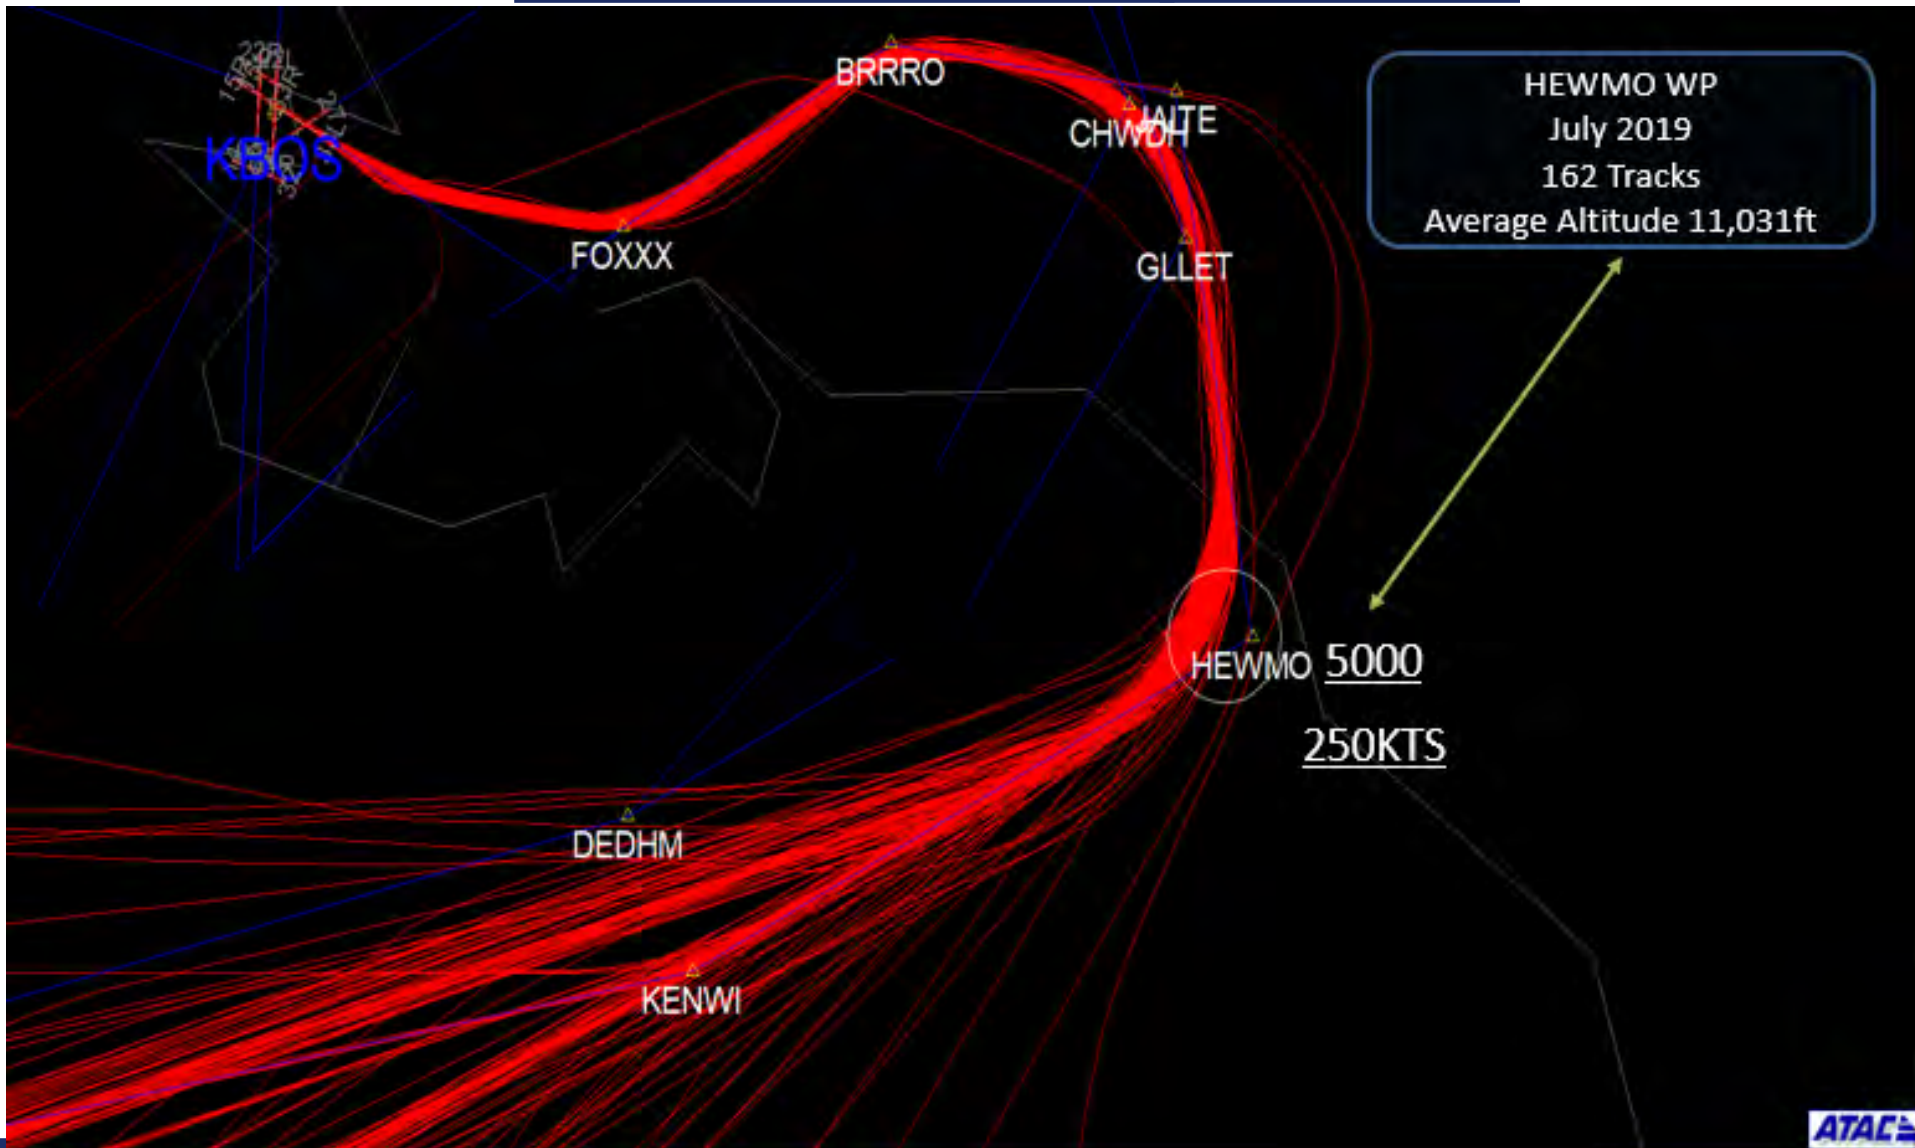 22R
BRRRO
HEWMO WP
July 2019
162 Tracks
Average Altitude 11,031ft
JAITE
CHWDH
KBOS
FOXXX
GLLET
HEWMO 5000
250KTS
DEDHM
KENWI
ATAC